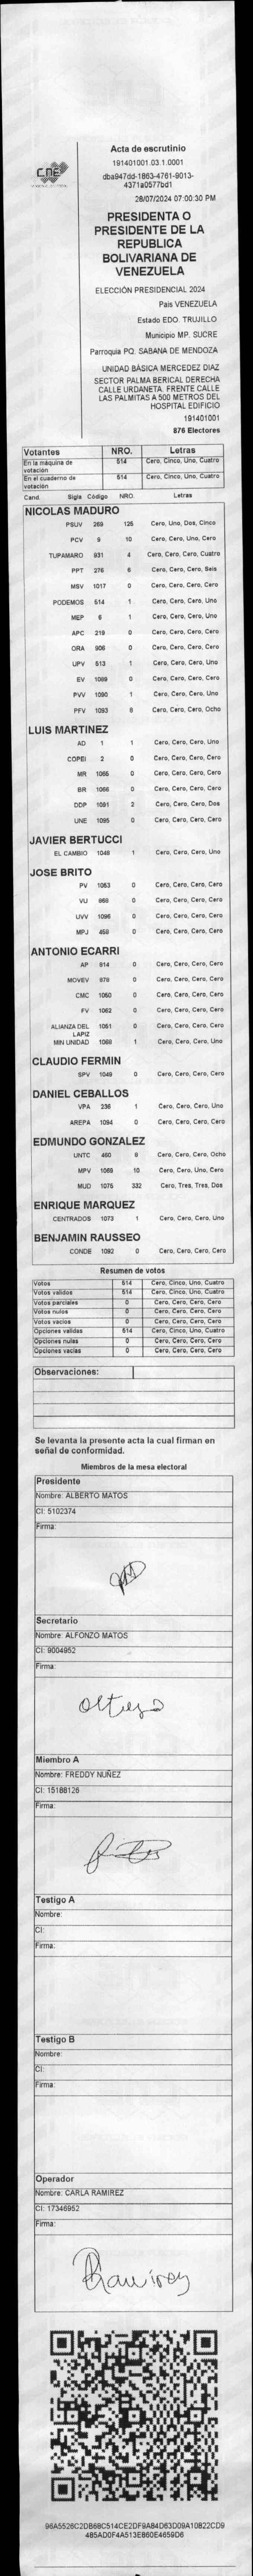 CNE
Acta de escrutinio
191401001.03.1.0001
dba947dd-1863-4761-9013-
4371a0577bd1
28/07/2024 07:00:30 PM
PRESIDENTA O
PRESIDENTE DE LA
REPUBLICA
BOLIVARIANA DE
VENEZUELA
ELECCIÓN PRESIDENCIAL 2024
País VENEZUELA
Estado EDO. TRUJILLO
Municipio MP. SUCRE
Parroquia PQ. SABANA DE MENDOZA
UNIDAD BÁSICA MERCEDEZ DIAZ
SECTOR PALMA BERICAL DERECHA
CALLE URDANETA. FRENTE CALLE
LAS PALMITAS A 500 METROS DEL
HOSPITAL EDIFICIO
191401001
876 Electores
Votantes NRO. Letras
En la máquina de votación 514 Cero, Cinco, Uno, Cuatro
En el cuaderno de votación 514 Cero, Cinco, Uno, Cuatro
Cand. Sigla Código NRO. Letras
NICOLAS MADURO
PSUV 269 125 Cero, Uno, Dos, Cinco
PCV 9 10 Cero, Cero, Uno, Cero
TUPAMARO 931 4 Cero, Cero, Cero, Cuatro
PPT 276 6 Cero, Cero, Cero, Seis
MSV 1017 0 Cero, Cero, Cero, Cero
PODEMOS 514 1 Cero, Cero, Cero, Uno
MEP 6 1 Cero, Cero, Cero, Uno
APC 219 0 Cero, Cero, Cero, Cero
ORA 906 0 Cero, Cero, Cero, Cero
UPV 513 1 Cero, Cero, Cero, Uno
EV 1089 0 Cero, Cero, Cero, Cero
PVV 1090 1 Cero, Cero, Cero, Uno
PFV 1093 8 Cero, Cero, Cero, Ocho
LUIS MARTINEZ
AD 1 1 Cero, Cero, Cero, Uno
COPEI 2 0 Cero, Cero, Cero, Cero
MR 1065 0 Cero, Cero, Cero, Cero
BR 1066 0 Cero, Cero, Cero, Cero
DDP 1091 2 Cero, Cero, Cero, Dos
UNE 1095 0 Cero, Cero, Cero, Cero
JAVIER BERTUCCI
EL CAMBIO 1048 1 Cero, Cero, Cero, Uno
JOSE BRITO
PV 1053 0 Cero, Cero, Cero, Cero
VU 968 0 Cero, Cero, Cero, Cero
UVV 1096 0 Cero, Cero, Cero, Cero
MPJ 458 0 Cero, Cero, Cero, Cero
ANTONIO ECARRI
AP 814 0 Cero, Cero, Cero, Cero
MOVEV 879 0 Cero, Cero, Cero, Cero
CMC 1050 0 Cero, Cero, Cero, Cero
FV 1062 0 Cero, Cero, Cero, Cero
ALIANZA DEL LAPIZ 1051 0 Cero, Cero, Cero, Cero
MIN UNIDAD 1068 1 Cero, Cero, Cero, Uno
CLAUDIO FERMIN
SPV 1049 0 Cero, Cero, Cero, Cero
DANIEL CEBALLOS
VPA 236 1 Cero, Cero, Cero, Uno
AREPA 1094 0 Cero, Cero, Cero, Cero
EDMUNDO GONZALEZ
UNTC 460 8 Cero, Cero, Cero, Ocho
MPV 1069 10 Cero, Cero, Uno, Cero
MUD 1075 332 Cero, Tres, Tres, Dos
ENRIQUE MARQUEZ
CENTRADOS 1073 1 Cero, Cero, Cero, Uno
BENJAMIN RAUSSEO
CONDE 1092 0 Cero, Cero, Cero, Cero
Resumen de votos
Votos 514 Cero, Cinco, Uno, Cuatro
Votos validos 514 Cero, Cinco, Uno, Cuatro
Votos parciales 0 Cero, Cero, Cero, Cero
Votos nulos 0 Cero, Cero, Cero, Cero
Votos vacios 0 Cero, Cero, Cero, Cero
Opciones validas 514 Cero, Cinco, Uno, Cuatro
Opciones nulas 0 Cero, Cero, Cero, Cero
Opciones vacias 0 Cero, Cero, Cero, Cero
Observaciones:
Se levanta la presente acta la cual firman en
señal de conformidad.
Miembros de la mesa electoral
Presidente
Nombre: ALBERTO MATOS
CI: 5102374
Firma:
Secretario
Nombre: ALFONZO MATOS
CI: 9004952
Firma:
Miembro A
Nombre: FREDDY NUÑEZ
CI: 15188126
Firma:
Testigo A
Nombre:
CI:
Firma:
Testigo B
Nombre:
CI:
Firma:
Operador
Nombre: CARLA RAMIREZ
CI: 17346952
Firma:
Ramirez
96A5526C2DB68C514CE2DF9A84D63D09A10B22CD9
485AD0F4A513E860E4659D6